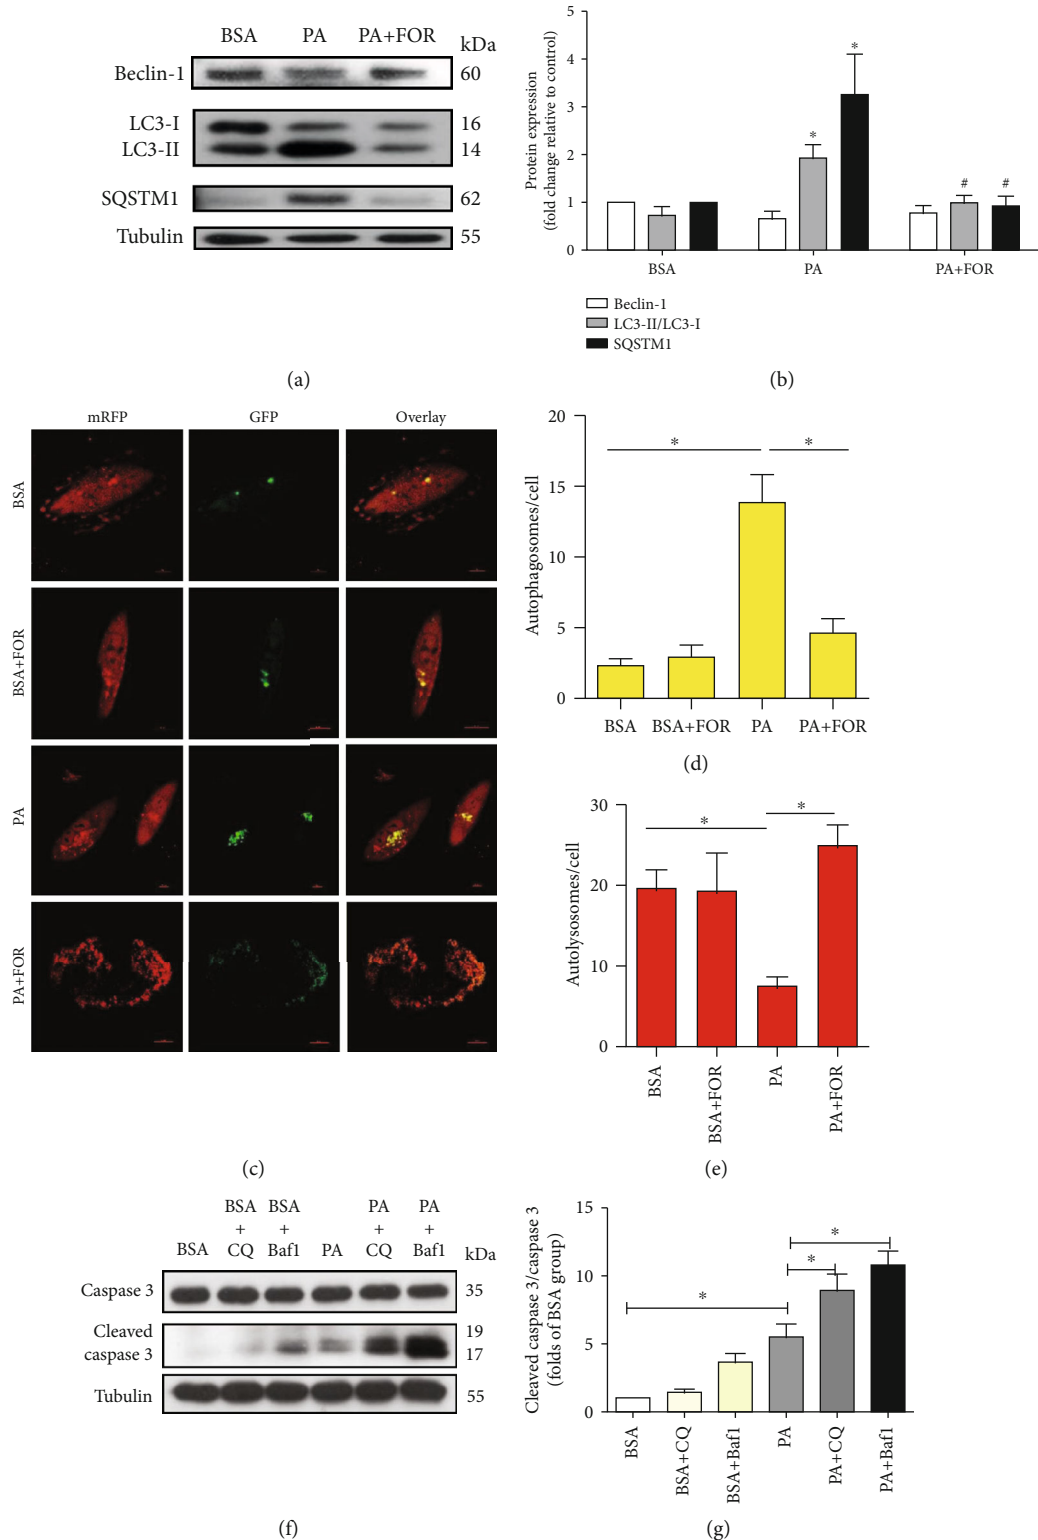 BSA PA PA+FOR kDa
Beclin-1 60
LC3-I 16
LC3-II 14
SQSTM1 62
Tubulin 55
(a)
Protein expression
(fold change relative to control)
5
4
3
2
1
0
* * # #
BSA PA PA+FOR
Beclin-1
LC3-II/LC3-I
SQSTM1
(b)
mRFP GFP Overlay
BSA
BSA+FOR
PA
PA+FOR
(c)
Autophagosomes/cell
20
15
10
5
0
* *
BSA BSA+FOR PA PA+FOR
(d)
Autolysosomes/cell
30
20
10
0
* *
BSA BSA+FOR PA PA+FOR
(e)
BSA BSA PA PA
+ + + +
BSA CQ Baf1 PA CQ Baf1 kDa
Caspase 3 35
Cleaved 19
caspase 3 17
Tubulin 55
(f)
Cleaved caspase 3/caspase 3
(folds of BSA group)
15
10
5
0
* * *
BSA BSA+CQ BSA+Baf1 PA PA+CQ PA+Baf1
(g)